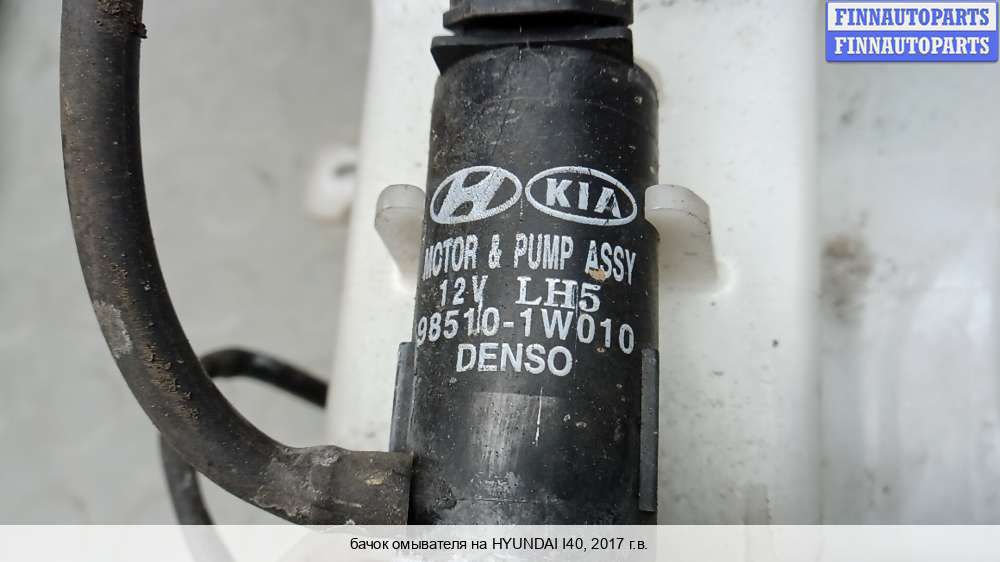 FINNAUTOPARTS
FINNAUTOPARTS
KIA
MOTOR & PUMP ASSY
12V LH5
98510-1W010
DENSO
бачок омывателя на HYUNDAI I40, 2017 г.в.